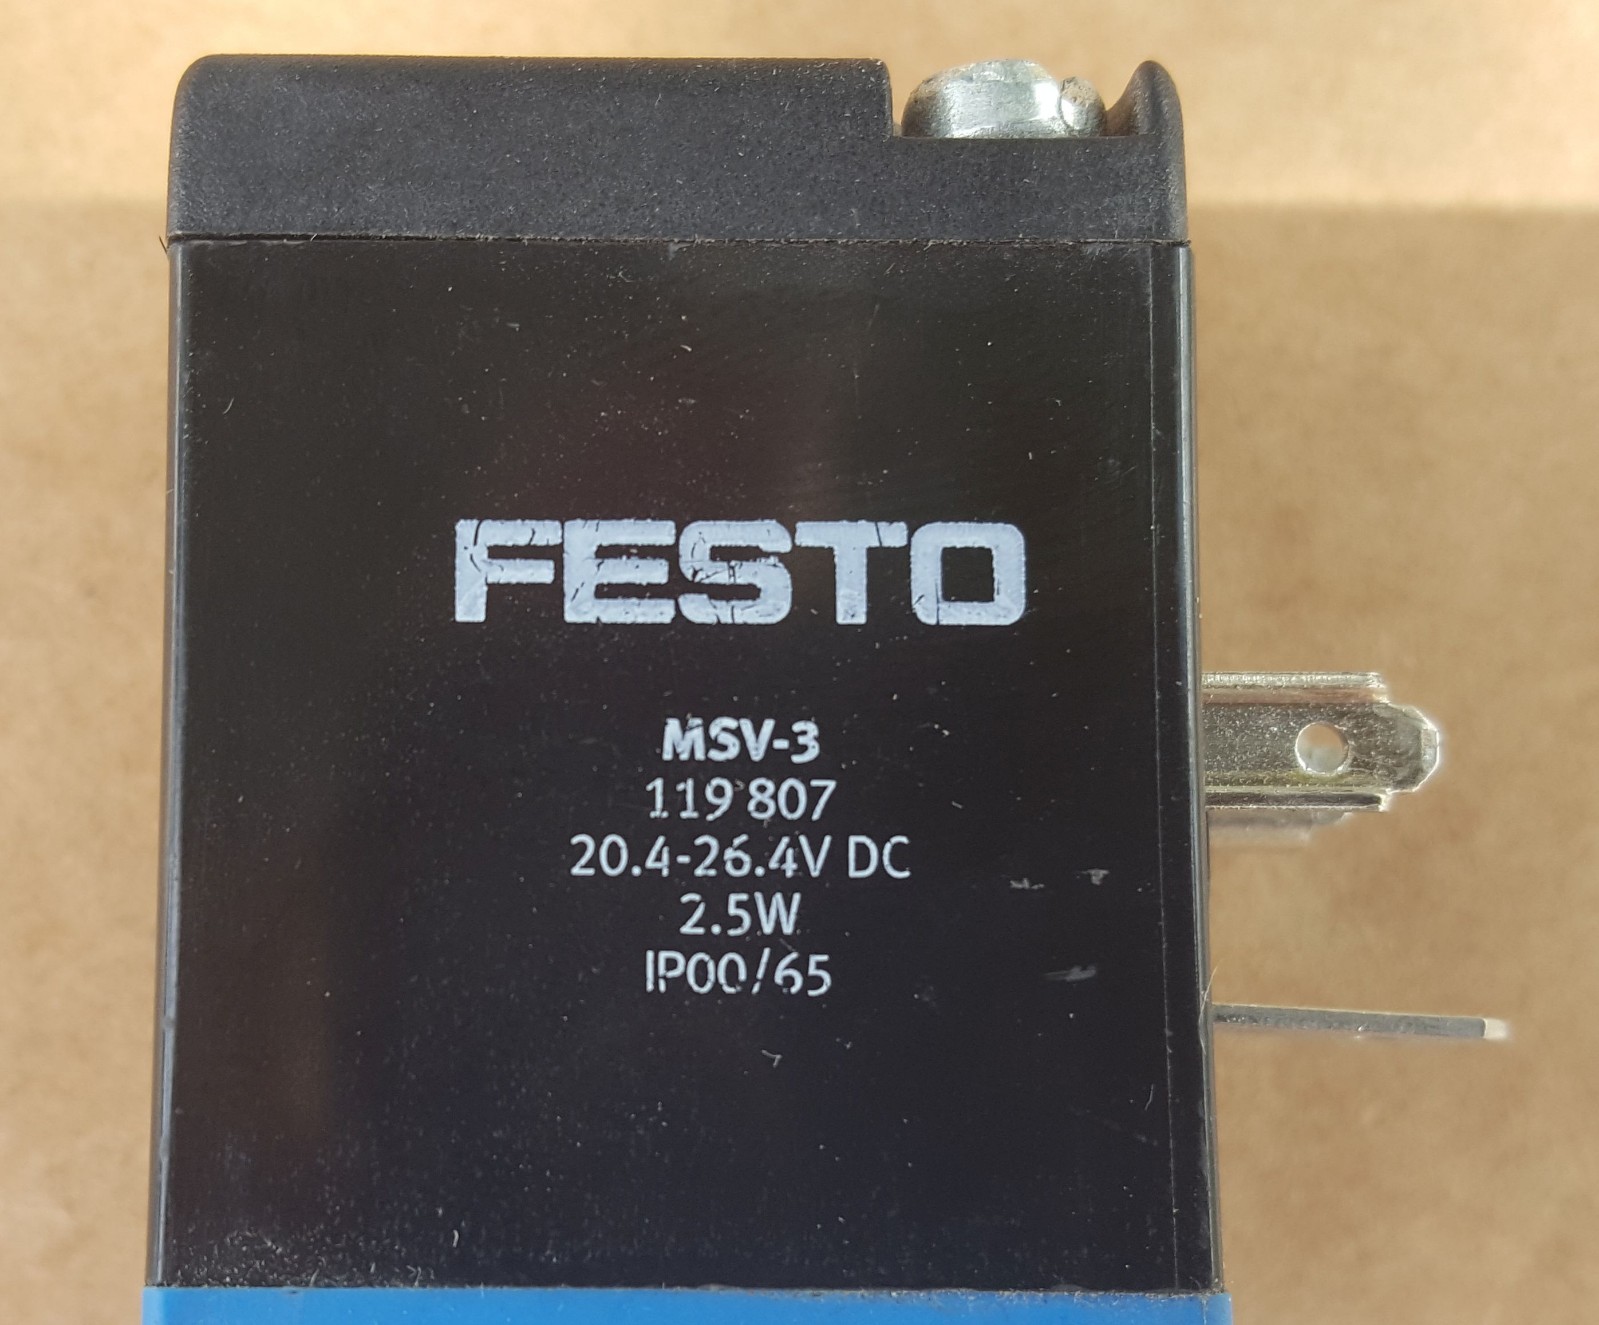 FESTO
MSV-3
119 807
20.4-26.4V DC
2.5W
IP00/65